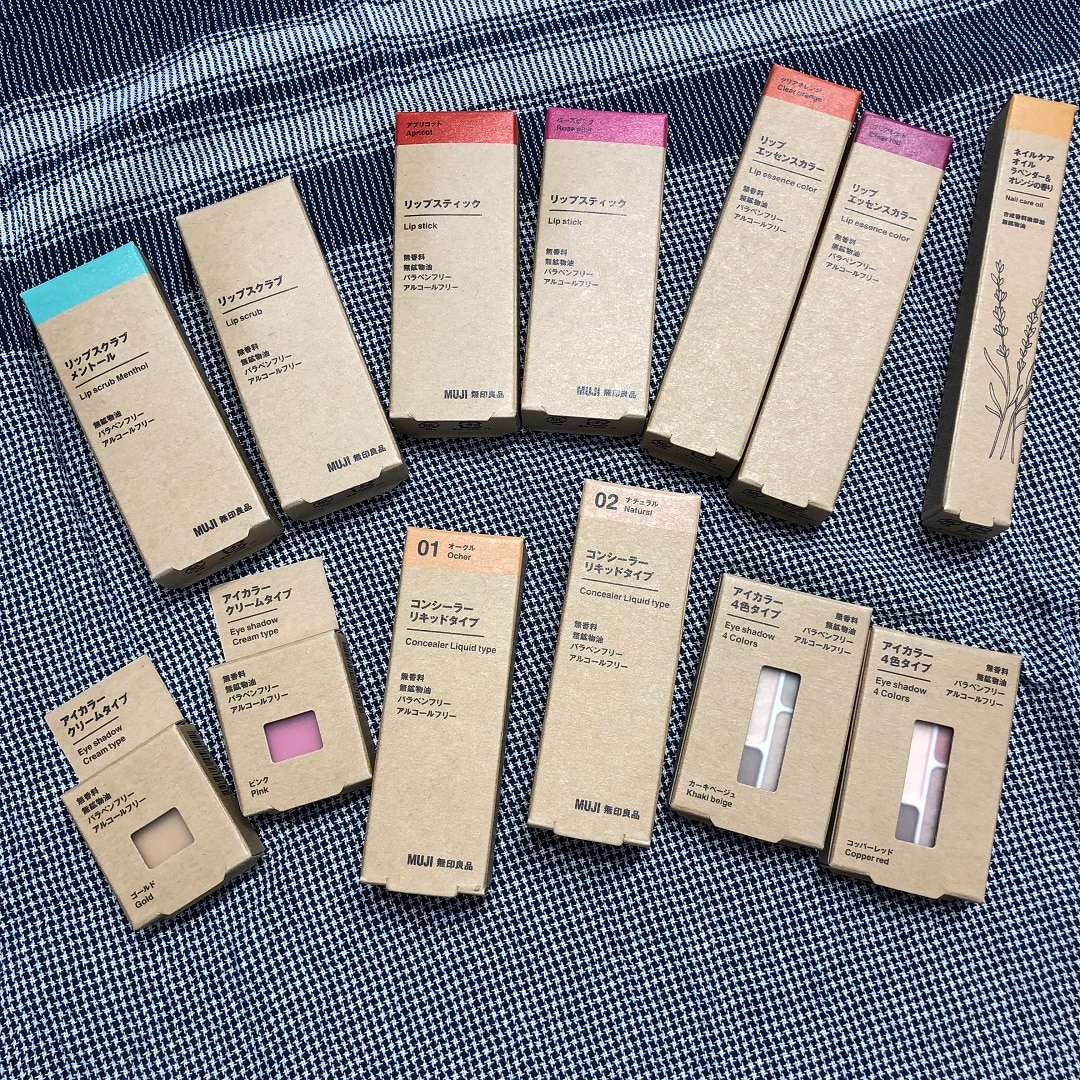 リップスクラブ
メントール
Lip scrub Menthol
無鉱物油
パラベンフリー
アルコールフリー
MUJI 無印良品
リップスクラブ
Lip scrub
無香料
無鉱物油
パラベンフリー
アルコールフリー
MUJI 無印良品
アプリコット
Apricot
リップスティック
Lip stick
無香料
無鉱物油
パラベンフリー
アルコールフリー
MUJI 無印良品
ローズピンク
Rose pink
リップスティック
Lip stick
無香料
無鉱物油
パラベンフリー
アルコールフリー
MUJI 無印良品
クリアオレンジ
Clear orange
リップ
エッセンスカラー
Lip essence color
無香料
無鉱物油
パラベンフリー
アルコールフリー
クリアレッド
Clear red
リップ
エッセンスカラー
Lip essence color
無香料
無鉱物油
パラベンフリー
アルコールフリー
ネイルケア
オイル
ラベンダー&
オレンジの香り
Nail care oil
合成香料無添加
無鉱物油
アイカラー
クリームタイプ
Eye shadow
Cream type
無香料
無鉱物油
パラベンフリー
アルコールフリー
ゴールド
Gold
アイカラー
クリームタイプ
Eye shadow
Cream type
無香料
無鉱物油
パラベンフリー
アルコールフリー
ピンク
Pink
01 オークル
Ocher
コンシーラー
リキッドタイプ
Concealer Liquid type
無香料
無鉱物油
パラベンフリー
アルコールフリー
MUJI 無印良品
02 ナチュラル
Natural
コンシーラー
リキッドタイプ
Concealer Liquid type
無香料
無鉱物油
パラベンフリー
アルコールフリー
MUJI 無印良品
アイカラー
4色タイプ
Eye shadow
4 Colors
無香料
無鉱物油
パラベンフリー
アルコールフリー
カーキベージュ
Khaki beige
アイカラー
4色タイプ
Eye shadow
4 Colors
無香料
無鉱物油
パラベンフリー
アルコールフリー
コッパーレッド
Copper red